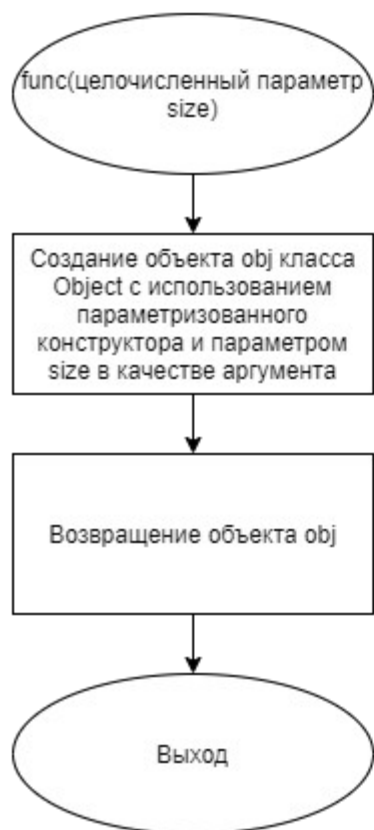 func(целочисленный параметр
size)
Создание объекта obj класса
Object с использованием
параметризованного
конструктора и параметром
size в качестве аргумента
Возвращение объекта obj
Выход